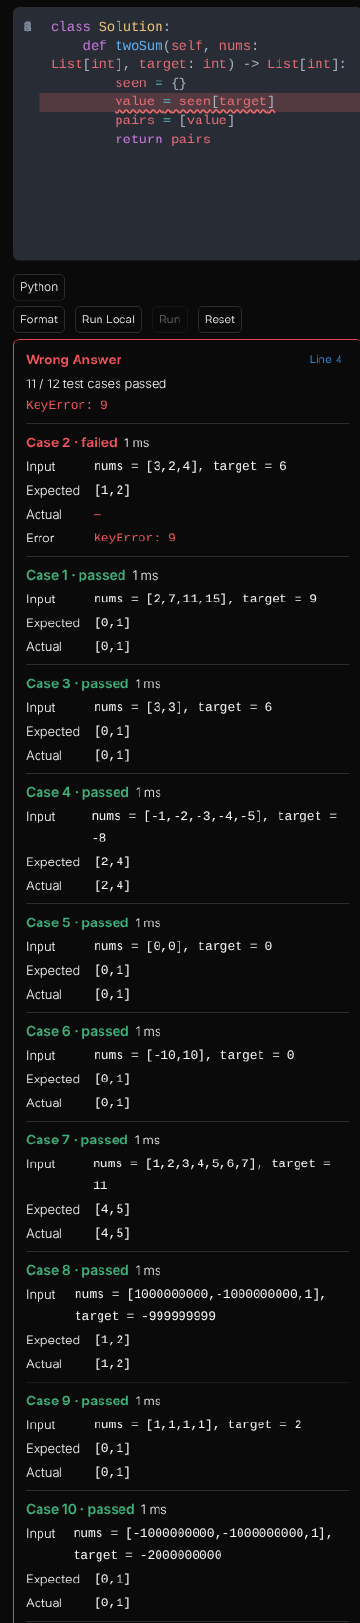 class Solution:
def twoSum(self, nums:
List[int], target: int) -> List[int]:
seen = {}
value = seen[target]
pairs = [value]
return pairs
Python
Format Run Local Run Reset
Wrong Answer Line 4
11 / 12 test cases passed
KeyError: 9
Case 2 · failed 1 ms
Input nums = [3,2,4], target = 6
Expected [1,2]
Actual —
Error KeyError: 9
Case 1 · passed 1 ms
Input nums = [2,7,11,15], target = 9
Expected [0,1]
Actual [0,1]
Case 3 · passed 1 ms
Input nums = [3,3], target = 6
Expected [0,1]
Actual [0,1]
Case 4 · passed 1 ms
Input nums = [-1,-2,-3,-4,-5], target =
-8
Expected [2,4]
Actual [2,4]
Case 5 · passed 1 ms
Input nums = [0,0], target = 0
Expected [0,1]
Actual [0,1]
Case 6 · passed 1 ms
Input nums = [-10,10], target = 0
Expected [0,1]
Actual [0,1]
Case 7 · passed 1 ms
Input nums = [1,2,3,4,5,6,7], target =
11
Expected [4,5]
Actual [4,5]
Case 8 · passed 1 ms
Input nums = [1000000000,-1000000000,1],
target = -999999999
Expected [1,2]
Actual [1,2]
Case 9 · passed 1 ms
Input nums = [1,1,1,1], target = 2
Expected [0,1]
Actual [0,1]
Case 10 · passed 1 ms
Input nums = [-1000000000,-1000000000,1],
target = -2000000000
Expected [0,1]
Actual [0,1]